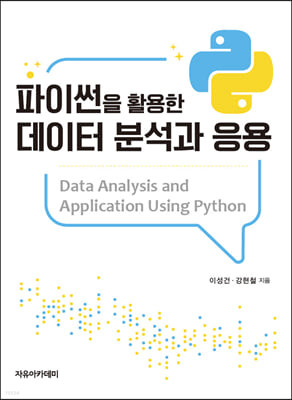 파이썬을 활용한
데이터 분석과 응용
Data Analysis and
Application Using Python
이성건 · 강현철 지음
자유아카데미